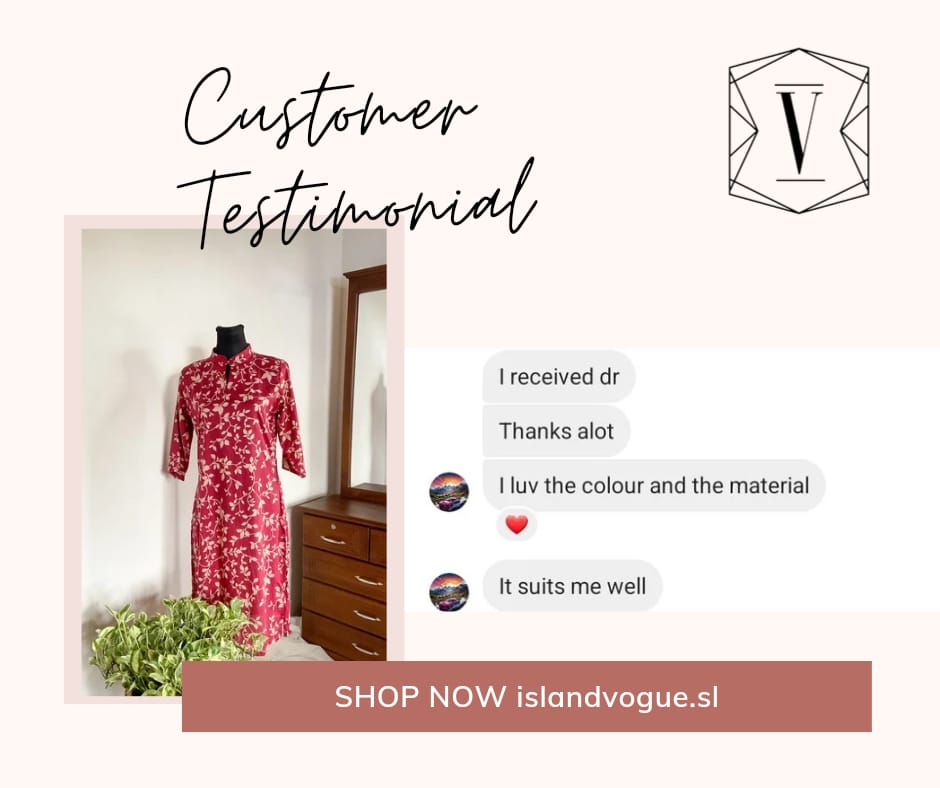 Customer
Testimonial
V
I received dr
Thanks alot
I luv the colour and the material
It suits me well
SHOP NOW islandvogue.sl